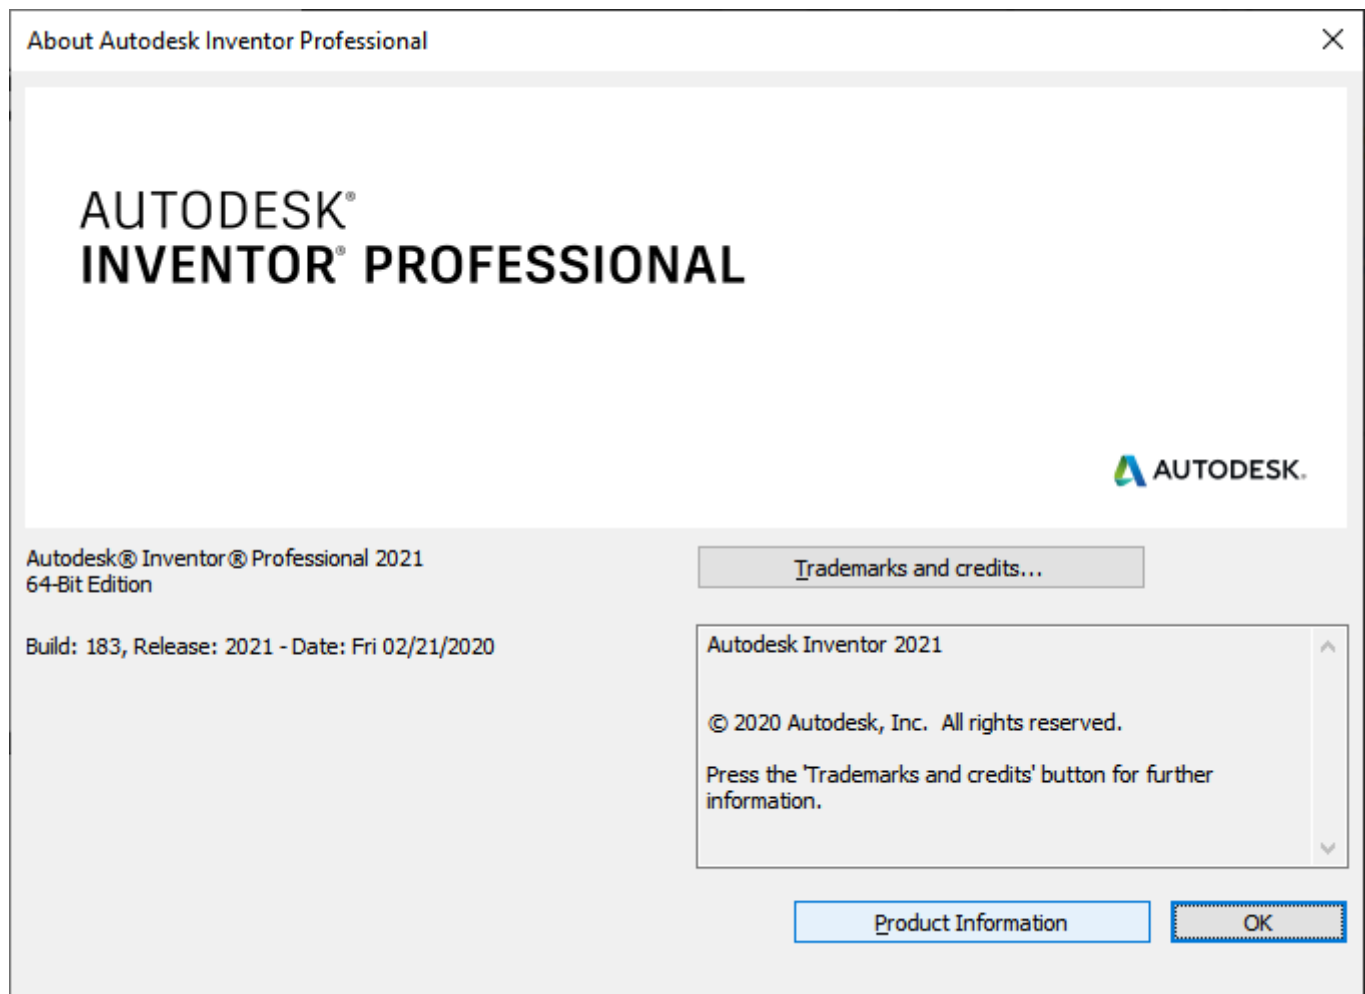 About Autodesk Inventor Professional
AUTODESK®
INVENTOR® PROFESSIONAL
AUTODESK.
Autodesk® Inventor® Professional 2021
64-Bit Edition
Trademarks and credits...
Build: 183, Release: 2021 - Date: Fri 02/21/2020
Autodesk Inventor 2021
© 2020 Autodesk, Inc.  All rights reserved.
Press the 'Trademarks and credits' button for further
information.
Product Information
OK